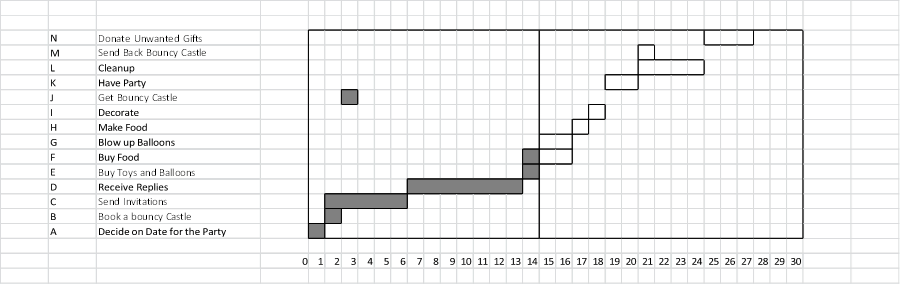 N Donate Unwanted Gifts
M Send Back Bouncy Castle
L Cleanup
K Have Party
J Get Bouncy Castle
I Decorate
H Make Food
G Blow up Balloons
F Buy Food
E Buy Toys and Balloons
D Receive Replies
C Send Invitations
B Book a bouncy Castle
A Decide on Date for the Party
0 1 2 3 4 5 6 7 8 9 10 11 12 13 14 15 16 17 18 19 20 21 22 23 24 25 26 27 28 29 30